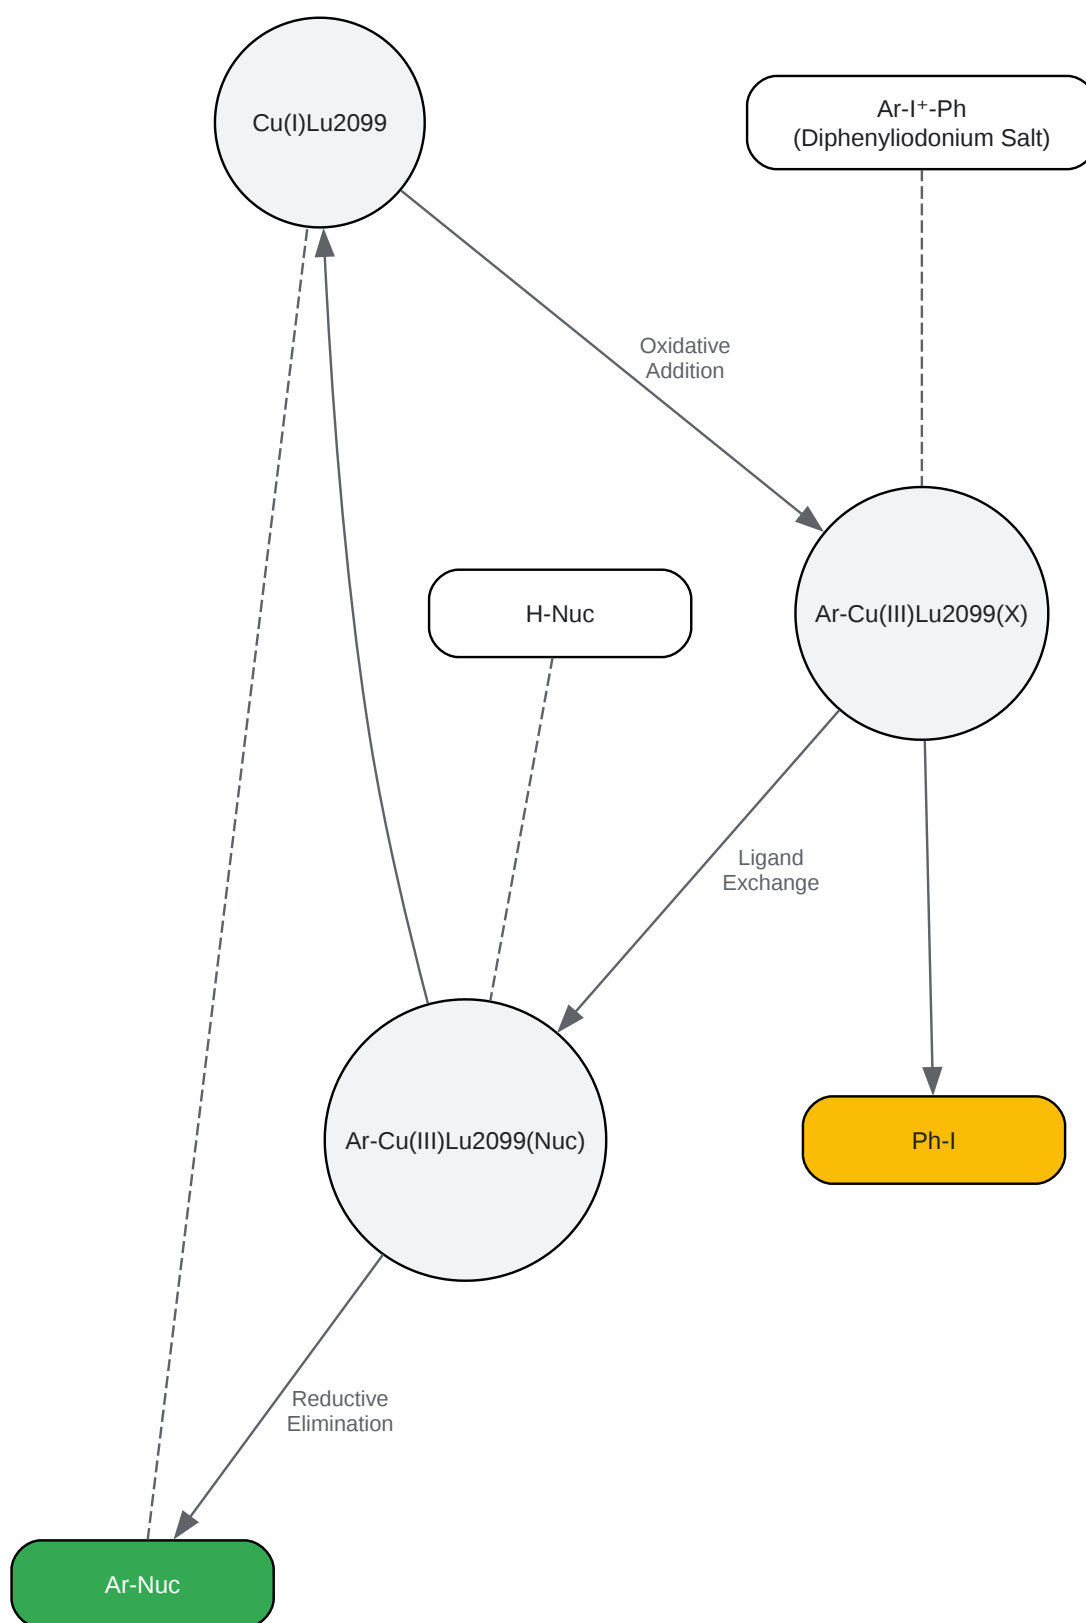 Cu(I)Lu2099
Ar-I⁺-Ph
(Diphenyliodonium Salt)
Oxidative
Addition
H-Nuc
Ar-Cu(III)Lu2099(X)
Ligand
Exchange
Ar-Cu(III)Lu2099(Nuc)
Ph-I
Reductive
Elimination
Ar-Nuc